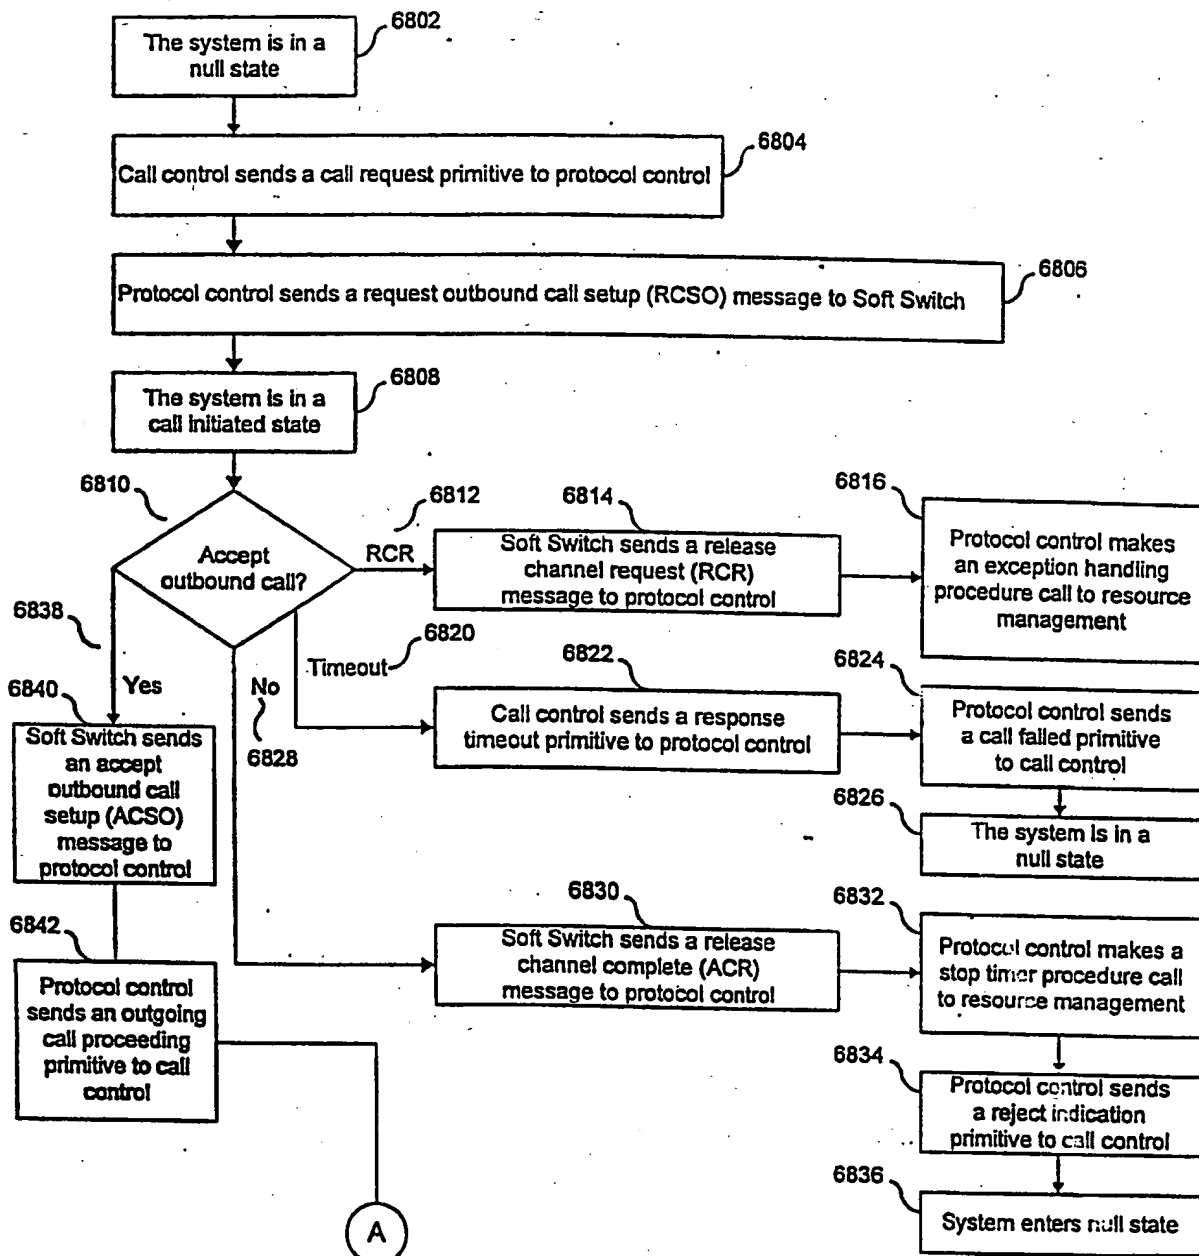 6802
The system is in a
null state
6804
Call control sends a call request primitive to protocol control
6806
Protocol control sends a request outbound call setup (RCSO) message to Soft Switch
6808
The system is in a
call initiated state
6810
Accept
outbound call?
6812
RCR
6814
Soft Switch sends a release
channel request (RCR)
message to protocol control
6816
Protocol control makes
an exception handling
procedure call to resource
management
6838
Yes
No
6828
Timeout
6820
6822
Call control sends a response
timeout primitive to protocol control
6824
Protocol control sends
a call failed primitive
to call control
6826
The system is in a
null state
6840
Soft Switch sends
an accept
outbound call
setup (ACSO)
message to
protocol control
6830
Soft Switch sends a release
channel complete (ACR)
message to protocol control
6832
Protocol control makes a
stop timer procedure call
to resource management
6842
Protocol control
sends an outgoing
call proceeding
primitive to call
control
6834
Protocol control sends
a reject indication
primitive to call control
6836
System enters null state
A